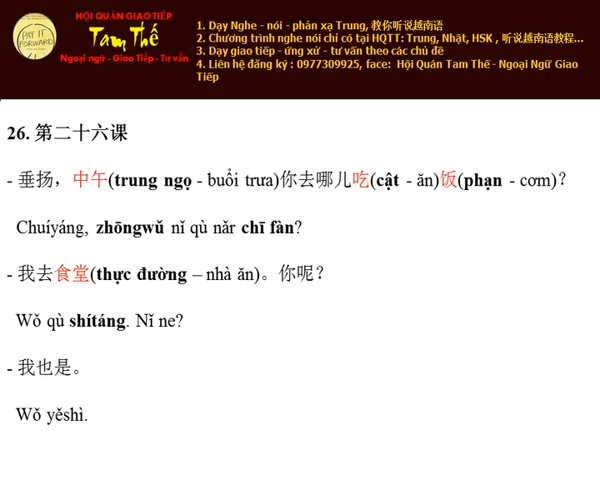 PAY IT
FORWARD
HỘI QUÁN GIAO TIẾP
Tam Thế
Ngoại ngữ - Giao Tiếp - Tư vấn
1. Dạy Nghe - nói - phản xạ Trung, 教你听说越南语
2. Chương trình nghe nói chỉ có tại HQTT: Trung, Nhật, HSK , 听说越南语教程...
3. Dạy giao tiếp - ứng xử - tư vấn theo các chủ đề
4. Liên hệ đăng ký : 0977309925, face: Hội Quán Tam Thế - Ngoại Ngữ Giao
Tiếp
26. 第二十六课
- 垂扬，中午(trung ngọ - buổi trưa)你去哪儿吃(cật - ăn)饭(phạn - cơm)？
Chuíyáng, zhōngwǔ nǐ qù nǎr chī fàn?
- 我去食堂(thực đường – nhà ăn)。你呢？
Wǒ qù shítáng. Nǐ ne?
- 我也是。
Wǒ yěshì.